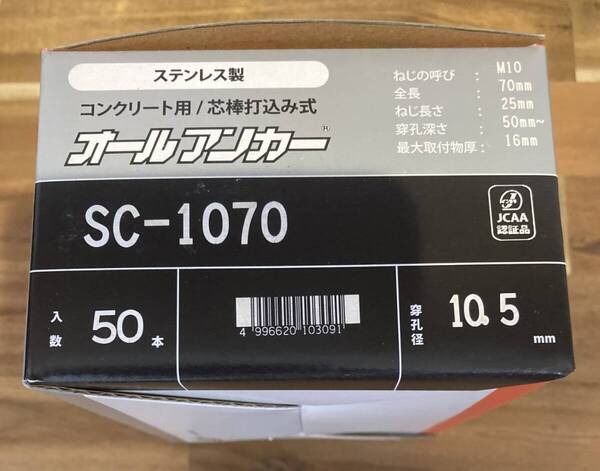 ステンレス製
コンクリート用/芯棒打込み式
オールアンカー®
ねじの呼び : M10
全長 : 70mm
ねじ長さ : 25mm
穿孔深さ : 50mm~
最大取付物厚 : 16mm
SC-1070
JCAA
認証品
入数 50本
4 996620 103091
穿孔径 10.5 mm